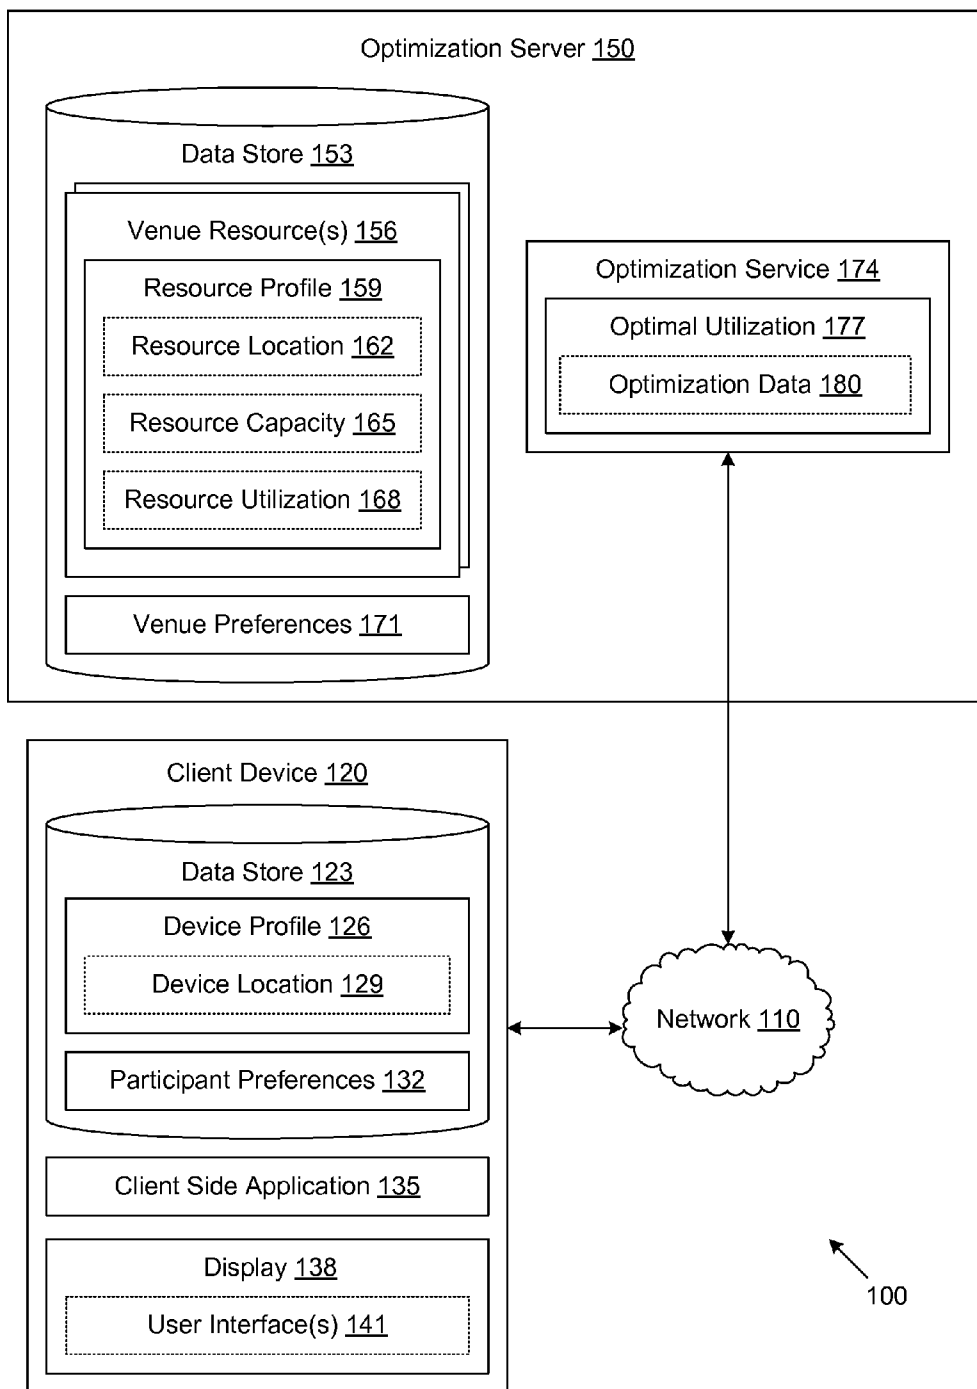 Optimization Server 150
Data Store 153
Venue Resource(s) 156
Resource Profile 159
Resource Location 162
Resource Capacity 165
Resource Utilization 168
Venue Preferences 171
Optimization Service 174
Optimal Utilization 177
Optimization Data 180
Client Device 120
Data Store 123
Device Profile 126
Device Location 129
Participant Preferences 132
Client Side Application 135
Display 138
User Interface(s) 141
Network 110
100